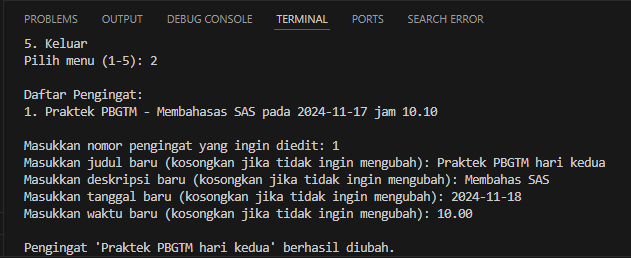 PROBLEMS OUTPUT DEBUG CONSOLE TERMINAL PORTS SEARCH ERROR
5. Keluar
Pilih menu (1-5): 2
Daftar Pengingat:
1. Praktek PBGTM - Membahasas SAS pada 2024-11-17 jam 10.10
Masukkan nomor pengingat yang ingin diedit: 1
Masukkan judul baru (kosongkan jika tidak ingin mengubah): Praktek PBGTM hari kedua
Masukkan deskripsi baru (kosongkan jika tidak ingin mengubah): Membahas SAS
Masukkan tanggal baru (kosongkan jika tidak ingin mengubah): 2024-11-18
Masukkan waktu baru (kosongkan jika tidak ingin mengubah): 10.00
Pengingat 'Praktek PBGTM hari kedua' berhasil diubah.